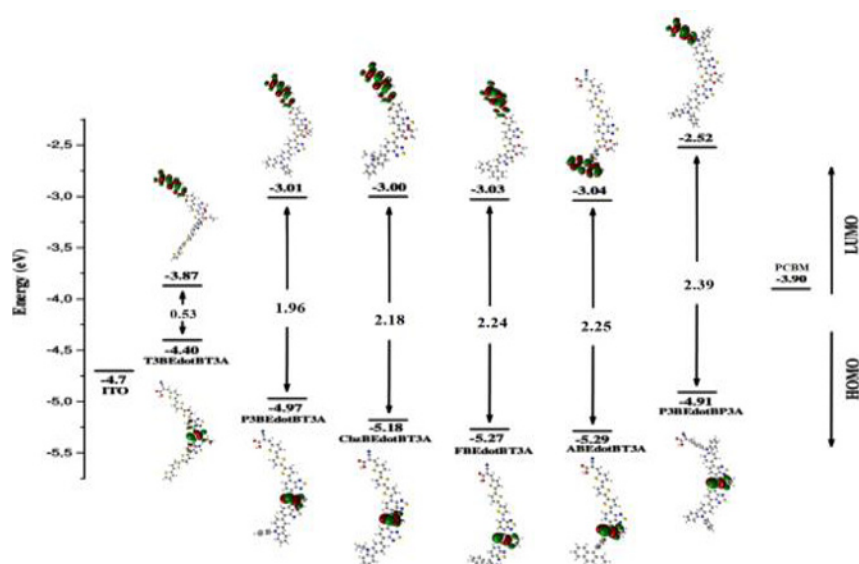 Energy (eV)
-2.5
-3.0
-3.5
-4.0
-4.5
-5.0
-5.5
-4.7
ITO
-3.87
0.53
-4.40
T3BEdotBT3A
-3.01
1.96
-4.97
P3BEdotBT3A
-3.00
2.18
-5.18
CbzBEdotBT3A
-3.03
2.24
-5.27
FBEdotBT3A
-3.04
2.25
-5.29
ABEdotBT3A
-2.52
2.39
-4.91
P3BEdotBP3A
PCBM
-3.90
LUMO
HOMO